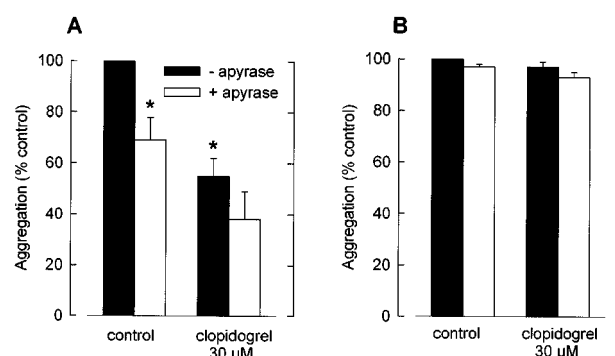 A
Aggregation (% control)
100
80
60
40
20
0
- apyrase
+ apyrase
*
*
control
clopidogrel
30 µM
B
Aggregation (% control)
100
80
60
40
20
0
control
clopidogrel
30 µM